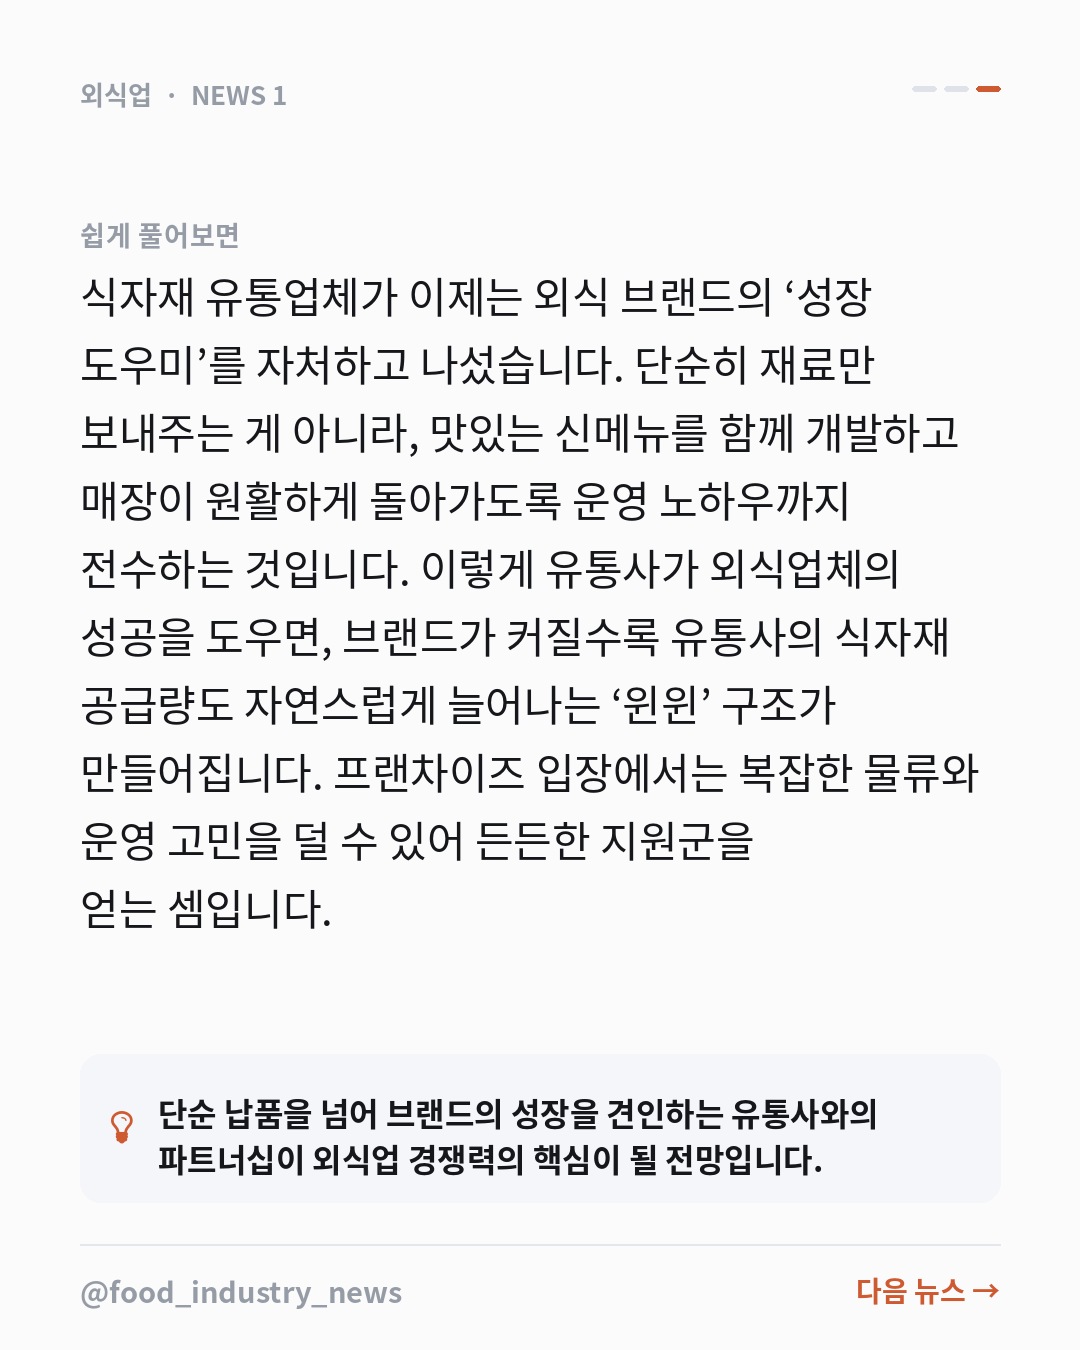 외식업 · NEWS 1
쉽게 풀어보면
식자재 유통업체가 이제는 외식 브랜드의 ‘성장
도우미’를 자처하고 나섰습니다. 단순히 재료만
보내주는 게 아니라, 맛있는 신메뉴를 함께 개발하고
매장이 원활하게 돌아가도록 운영 노하우까지
전수하는 것입니다. 이렇게 유통사가 외식업체의
성공을 도우면, 브랜드가 커질수록 유통사의 식자재
공급량도 자연스럽게 늘어나는 ‘윈윈’ 구조가
만들어집니다. 프랜차이즈 입장에서는 복잡한 물류와
운영 고민을 덜 수 있어 든든한 지원군을
얻는 셈입니다.
단순 납품을 넘어 브랜드의 성장을 견인하는 유통사와의
파트너십이 외식업 경쟁력의 핵심이 될 전망입니다.
@food_industry_news
다음 뉴스 →